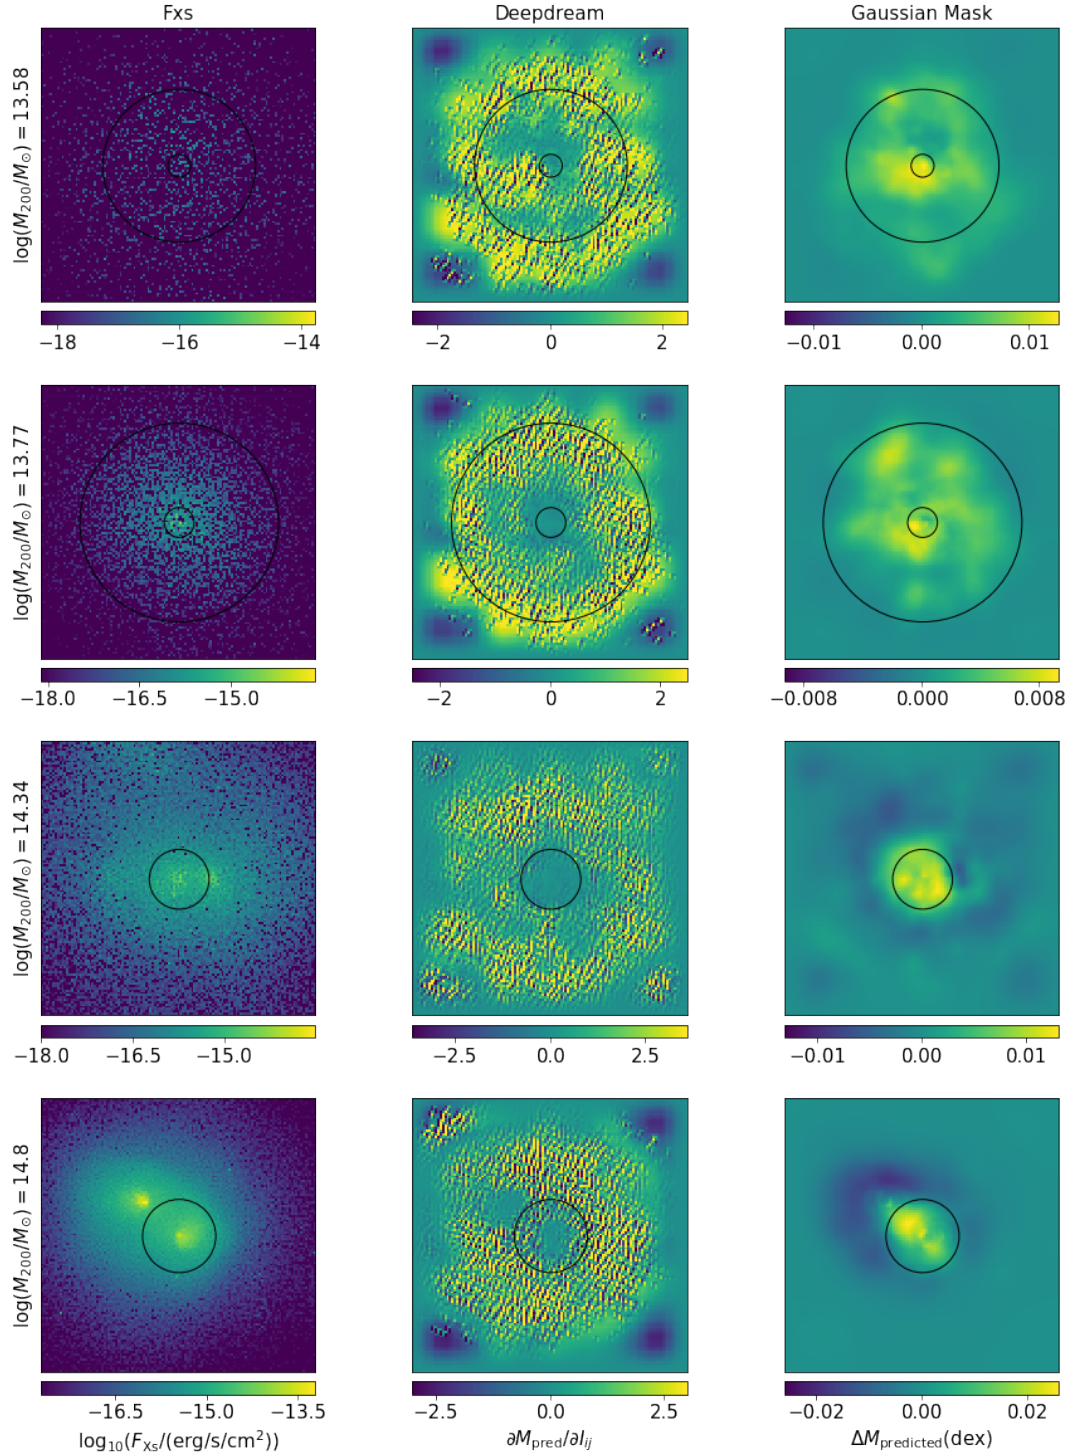 Fxs Deepdream Gaussian Mask
log(M₂₀₀/M⊙) = 13.58
−18 −16 −14 −2 0 2 −0.01 0.00 0.01
log(M₂₀₀/M⊙) = 13.77
−18.0 −16.5 −15.0 −2 0 2 −0.008 0.000 0.008
log(M₂₀₀/M⊙) = 14.34
−18.0 −16.5 −15.0 −2.5 0.0 2.5 −0.01 0.00 0.01
log(M₂₀₀/M⊙) = 14.8
−16.5 −15.0 −13.5 −2.5 0.0 2.5 −0.02 0.00 0.02
log₁₀(F_Xs/(erg/s/cm²)) ∂M_pred/∂I_ij ΔM_predicted(dex)